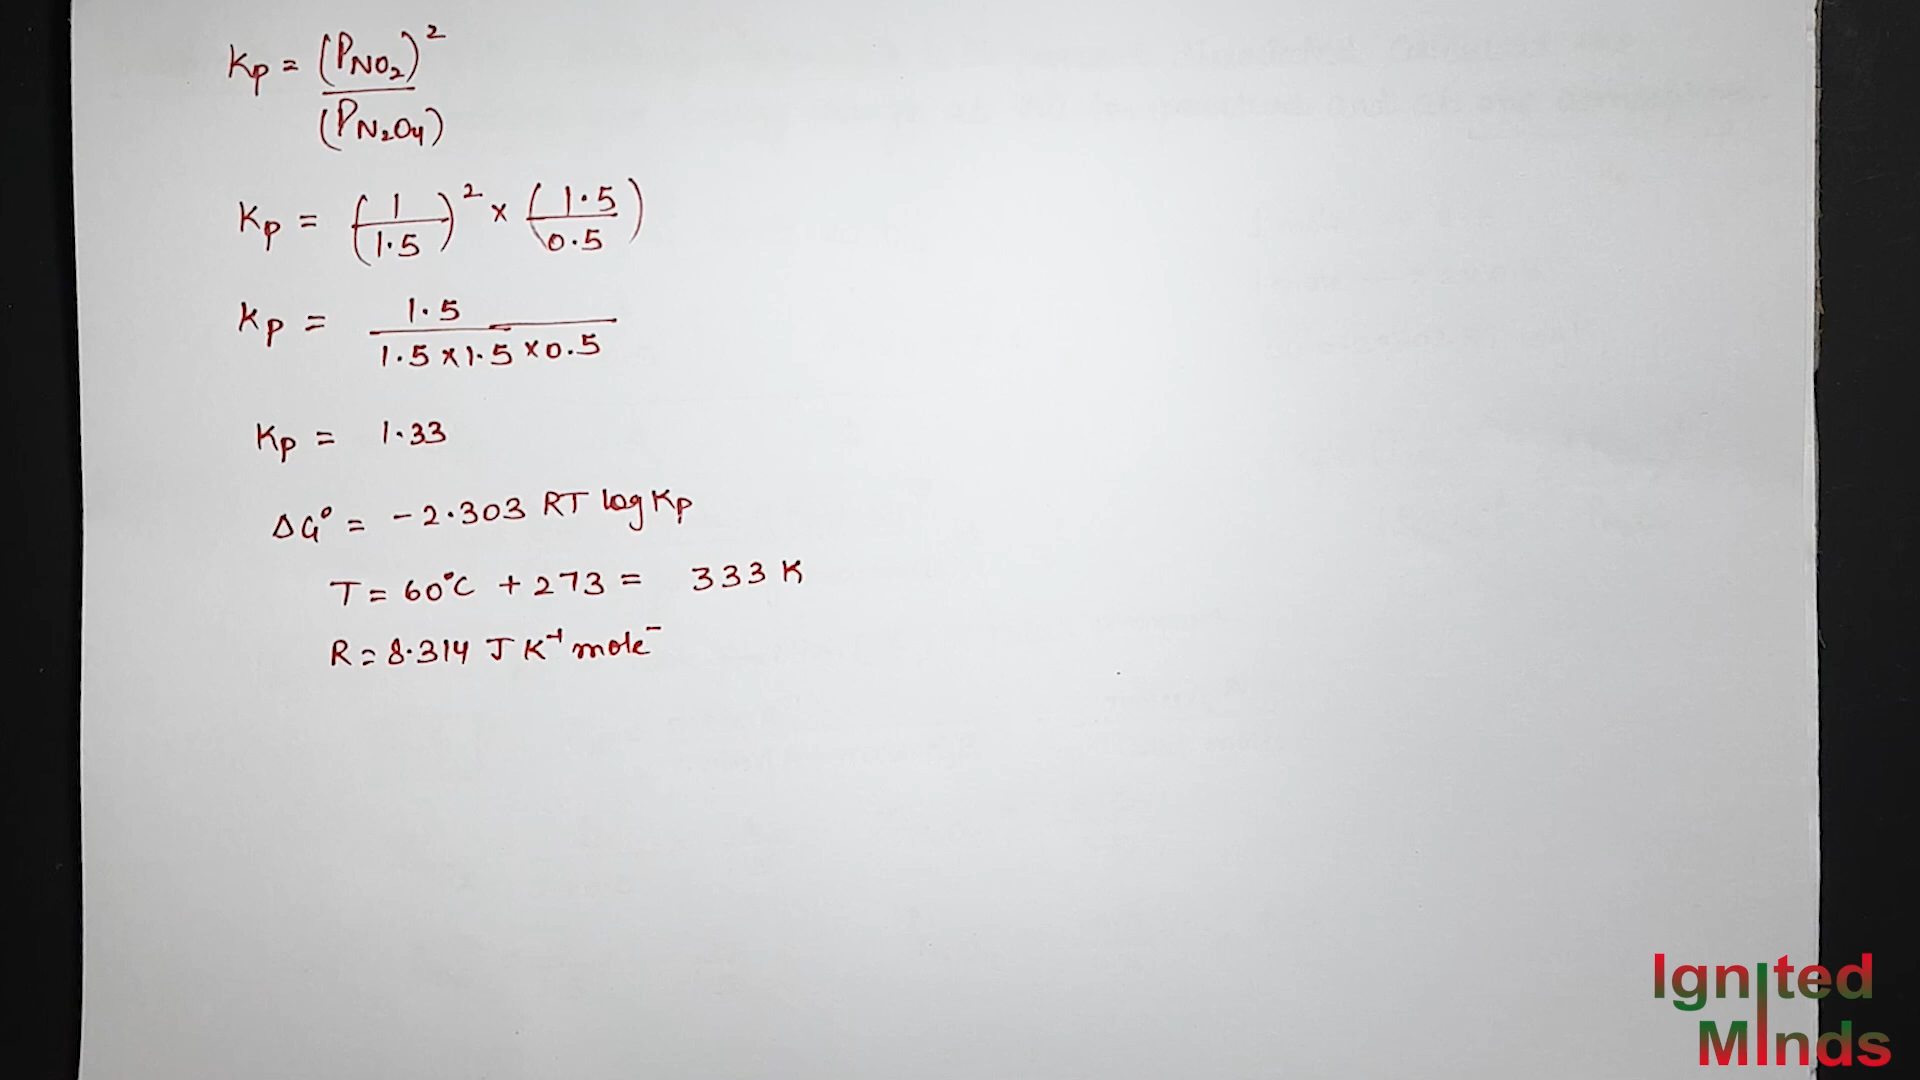 Kp = (PNO₂)²
(PN₂O₄)
Kp = (1/1.5)² × (1.5/0.5)
Kp = 1.5
1.5×1.5×0.5
Kp = 1.33
ΔG° = -2.303 RT log Kp
T = 60°C + 273 = 333 K
R = 8.314 J K⁻¹ mole⁻
Ignited
Minds